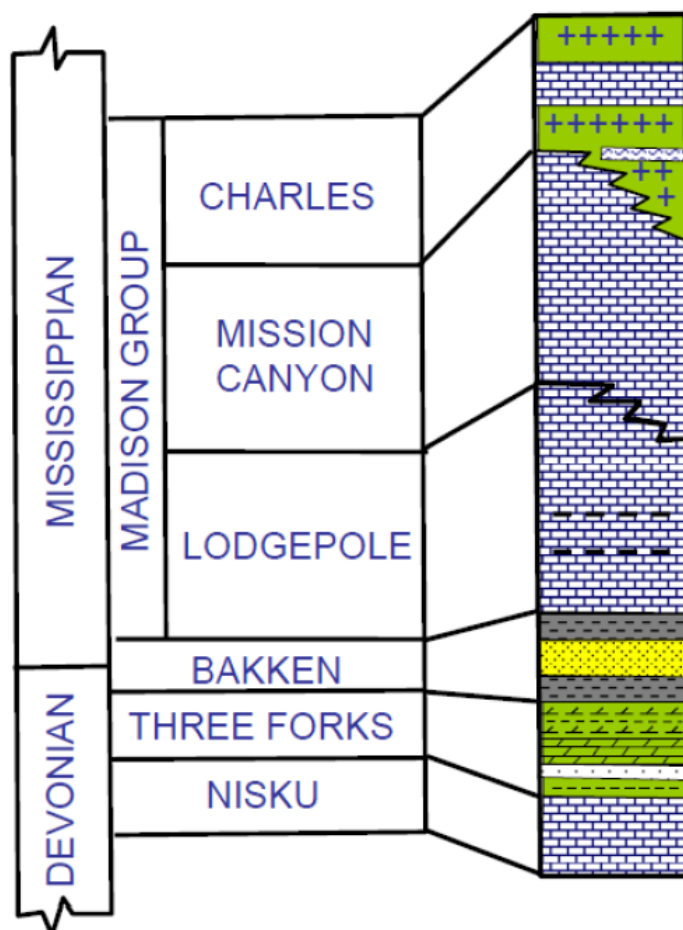 MISSISSIPPIAN
DEVONIAN
MADISON GROUP
CHARLES
MISSION
CANYON
LODGEPOLE
BAKKEN
THREE FORKS
NISKU